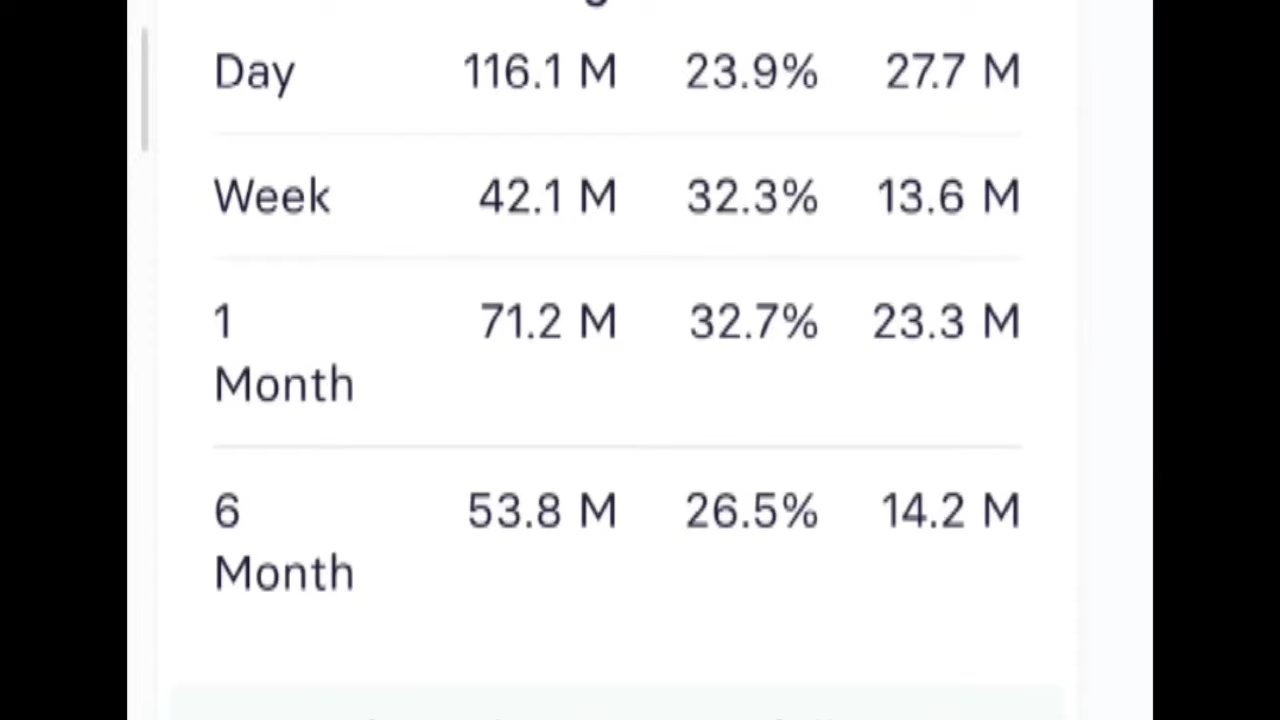 Day 116.1 M 23.9% 27.7 M
Week 42.1 M 32.3% 13.6 M
1 71.2 M 32.7% 23.3 M
Month
6 53.8 M 26.5% 14.2 M
Month